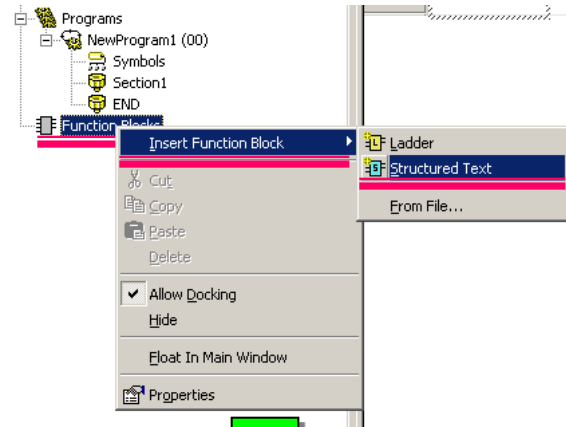 Programs
NewProgram1 (00)
Symbols
Section1
END
Function Blocks
Insert Function Block
Cut
Copy
Paste
Delete
Allow Docking
Hide
Float In Main Window
Properties
Ladder
Structured Text
From File...